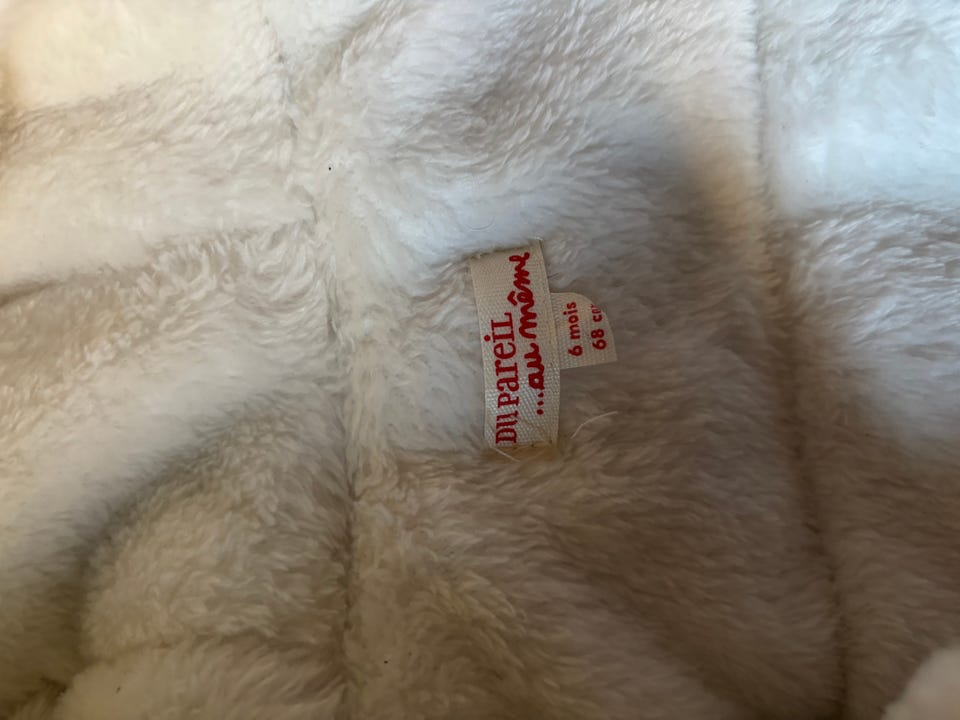 DU PAREIL
...au même
6 mois
68 cm